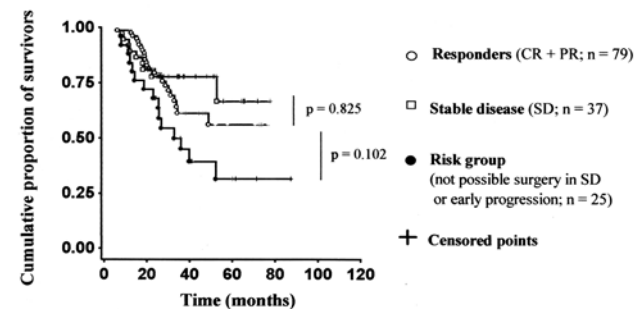 Cumulative proportion of survivors
1.00
0.75
0.50
0.25
0.00
0 20 40 60 80 100 120
Time (months)
p = 0.825
p = 0.102
Responders (CR + PR; n = 79)
Stable disease (SD; n = 37)
Risk group
(not possible surgery in SD
or early progression; n = 25)
Censored points